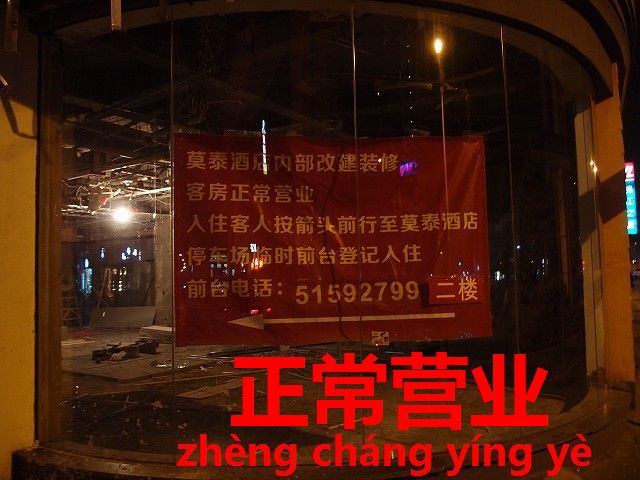 莫泰酒店内部改建装修
客房正常营业
入住客人按箭头前行至莫泰酒店
停车场临时前台登记入住
前台电话：51592799 二楼
正常营业
zhèng cháng yíng yè